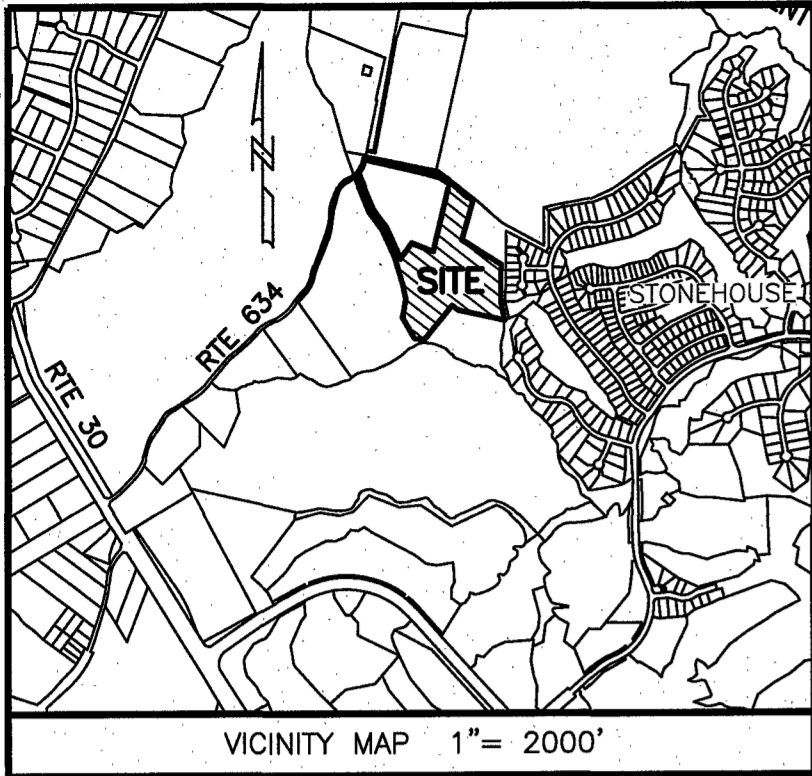 N
SITE
STONEHOUSE
RTE 634
RTE 30
VICINITY MAP 1"= 2000'